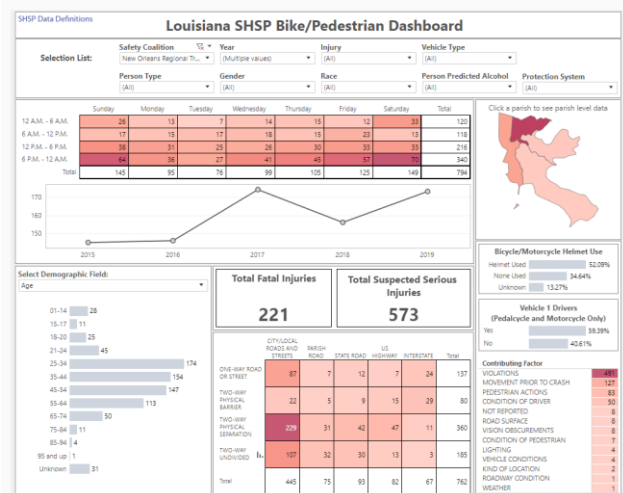 SHSP Data Definitions
Louisiana SHSP Bike/Pedestrian Dashboard
Selection List:
Safety Coalition Year Injury Vehicle Type
New Orleans Regional Tr... (Multiple values) (All) (All)
Person Type Gender Race Person Predicted Alcohol Protection System
(All) (All) (All) (All) (All)
Sunday Monday Tuesday Wednesday Thursday Friday Saturday Total
12 A.M. - 6 A.M. 26 13 7 14 15 12 33 120
6 A.M. - 12 P.M. 17 15 17 18 15 23 13 118
12 P.M. - 6 P.M. 38 31 25 26 30 33 33 216
6 P.M. - 12 A.M. 64 36 27 41 45 57 70 340
Total 145 95 76 99 105 125 149 794
Click a parish to see parish level data
170
160
150
2015 2016 2017 2018 2019
Bicycle/Motorcycle Helmet Use
Helmet Used 52.09%
None Used 34.64%
Unknown 13.27%
Select Demographic Field:
Age
01-14 28
15-17 11
18-20 25
21-24 45
25-34 174
35-44 154
45-54 147
55-64 113
65-74 50
75-84 11
85-94 4
95 and up 1
Unknown 31
Total Fatal Injuries
221
Total Suspected Serious
Injuries
573
Vehicle 1 Drivers
(Pedalcycle and Motorcycle Only)
Yes 59.39%
No 40.61%
CITY/LOCAL ROADS AND STREETS PARISH ROAD STATE ROAD US HIGHWAY INTERSTATE Total
ONE-WAY ROAD OR STREET 87 7 12 7 24 137
TWO-WAY PHYSICAL BARRIER 22 5 9 15 29 80
TWO-WAY PHYSICAL SEPARATION 229 31 42 47 11 360
TWO-WAY UNDIVIDED 107 32 30 13 3 185
Total 445 75 93 82 67 762
Contributing Factor
VIOLATIONS 491
MOVEMENT PRIOR TO CRASH 127
PEDESTRIAN ACTIONS 83
CONDITION OF DRIVER 50
NOT REPORTED 8
ROAD SURFACE 8
VISION OBSCUREMENTS 8
CONDITION OF PEDESTRIAN 7
LIGHTING 4
VEHICLE CONDITIONS 4
KIND OF LOCATION 2
ROADWAY CONDITION 1
WEATHER 1